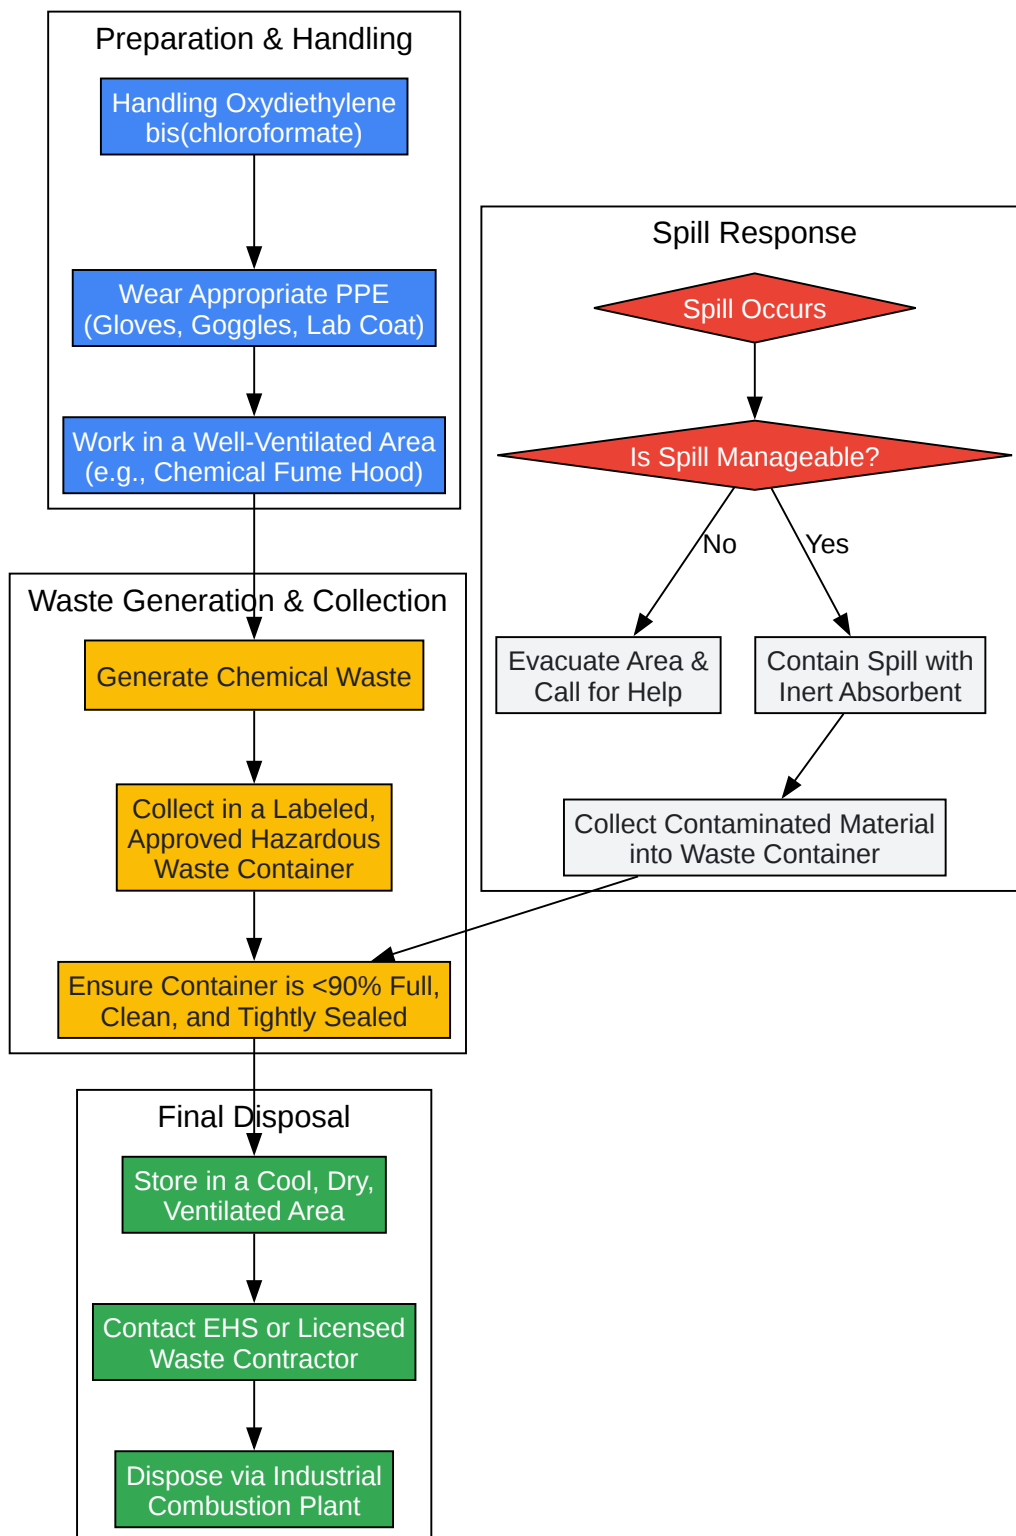 Preparation & Handling
Handling Oxydiethylene
bis(chloroformate)
Wear Appropriate PPE
(Gloves, Goggles, Lab Coat)
Work in a Well-Ventilated Area
(e.g., Chemical Fume Hood)
Waste Generation & Collection
Generate Chemical Waste
Collect in a Labeled,
Approved Hazardous
Waste Container
Ensure Container is <90% Full,
Clean, and Tightly Sealed
Final Disposal
Store in a Cool, Dry,
Ventilated Area
Contact EHS or Licensed
Waste Contractor
Dispose via Industrial
Combustion Plant
Spill Response
Spill Occurs
Is Spill Manageable?
No
Yes
Evacuate Area &
Call for Help
Contain Spill with
Inert Absorbent
Collect Contaminated Material
into Waste Container